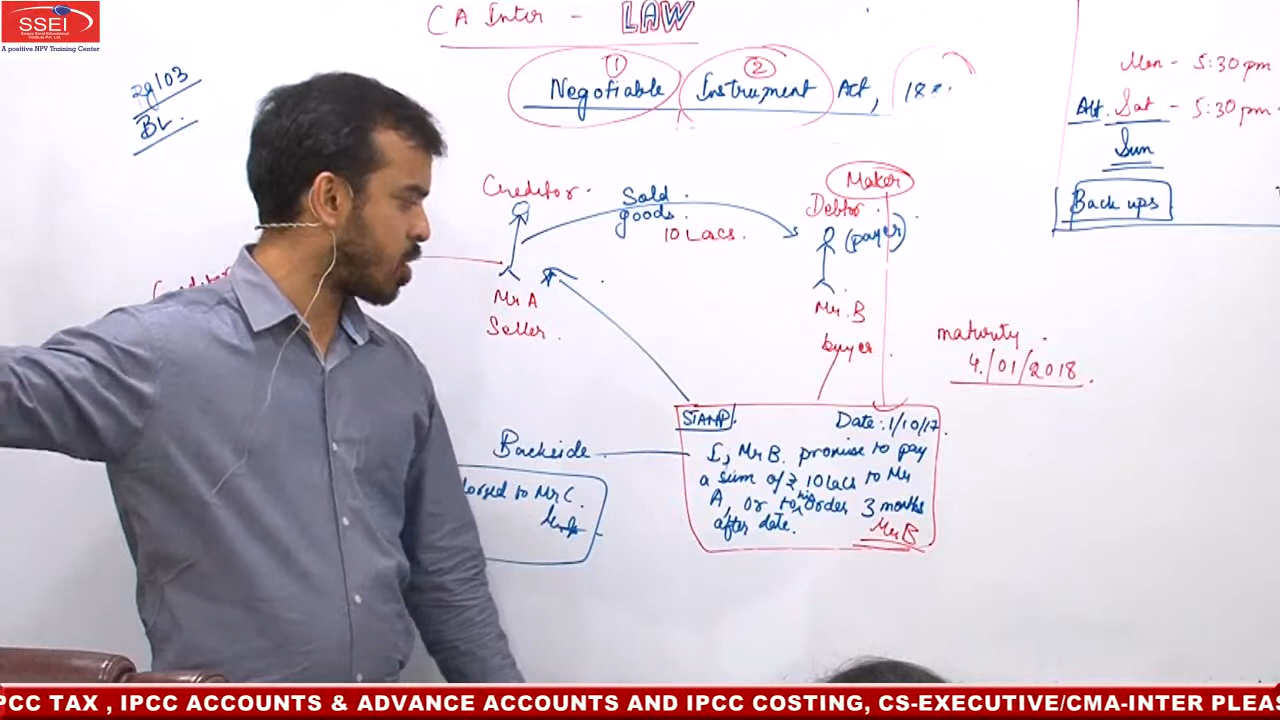 SSEI
A positive NPV Training Center
CA Inter - LAW
① ②
Negotiable Instrument Act, 18
pg 103
BL.
Mon - 5:30 pm
Alt. Sat - 5:30 pm
Sun
Back ups
Creditor.
Sold
goods.
10 Lacs.
Maker
Debtor.
(payer)
Creditor
Mr A
Seller.
Mr. B
buyer.
maturity.
4/01/2018.
STAMP.
Date: 1/10/17
I, Mr B. promise to pay
a sum of ₹ 10 lacs to Mr
A, or to his order 3 months
after date.
Mr B
Backside
dorsed to Mr C.
PCC TAX , IPCC ACCOUNTS & ADVANCE ACCOUNTS AND IPCC COSTING, CS-EXECUTIVE/CMA-INTER PLEAS